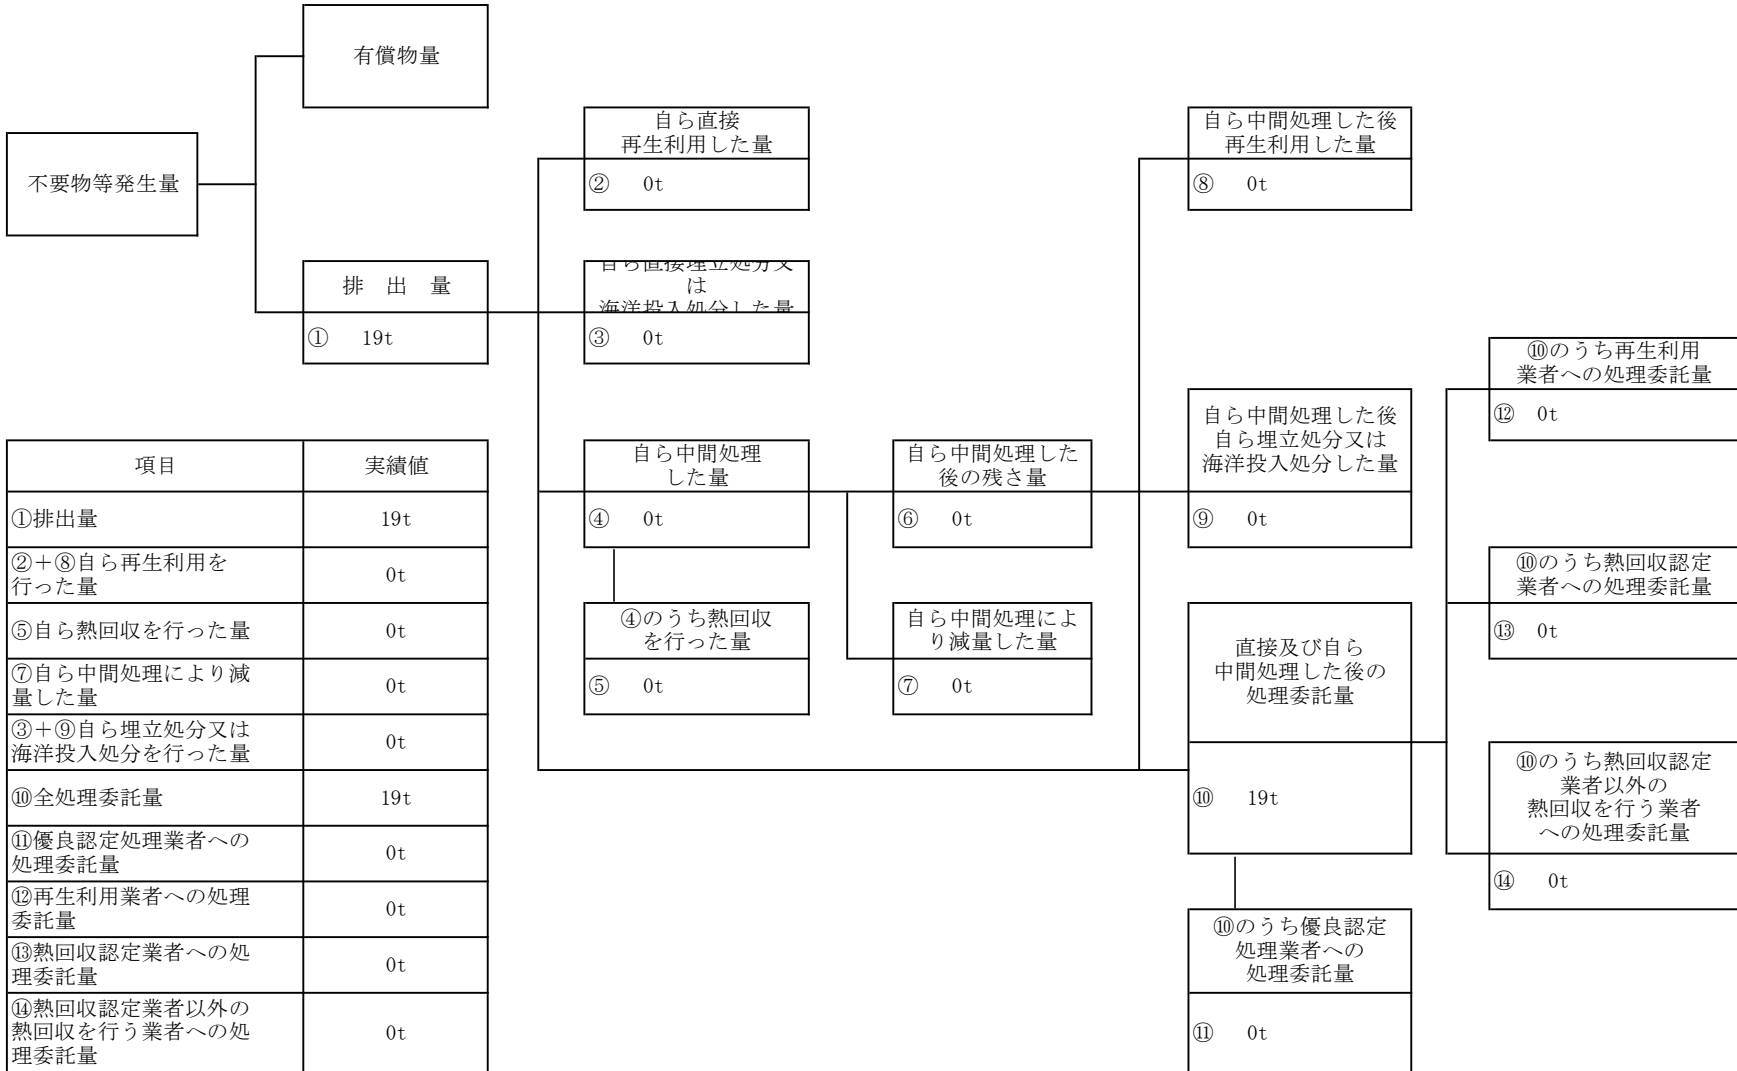 有償物量
不要物等発生量
排　出　量
① 19t
自ら直接
再生利用した量
② 0t
自ら直接埋立処分又
は
海洋投入処分した量
③ 0t
自ら中間処理
した量
④ 0t
④のうち熱回収
を行った量
⑤ 0t
自ら中間処理した
後の残さ量
⑥ 0t
自ら中間処理によ
り減量した量
⑦ 0t
自ら中間処理した後
再生利用した量
⑧ 0t
自ら中間処理した後
自ら埋立処分又は
海洋投入処分した量
⑨ 0t
直接及び自ら
中間処理した後の
処理委託量
⑩ 19t
⑩のうち優良認定
処理業者への
処理委託量
⑪ 0t
⑩のうち再生利用
業者への処理委託量
⑫ 0t
⑩のうち熱回収認定
業者への処理委託量
⑬ 0t
⑩のうち熱回収認定
業者以外の
熱回収を行う業者
への処理委託量
⑭ 0t
項目 実績値
①排出量 19t
②＋⑧自ら再生利用を
行った量 0t
⑤自ら熱回収を行った量 0t
⑦自ら中間処理により減
量した量 0t
③＋⑨自ら埋立処分又は
海洋投入処分を行った量 0t
⑩全処理委託量 19t
⑪優良認定処理業者への
処理委託量 0t
⑫再生利用業者への処理
委託量 0t
⑬熱回収認定業者への処
理委託量 0t
⑭熱回収認定業者以外の
熱回収を行う業者への処
理委託量 0t